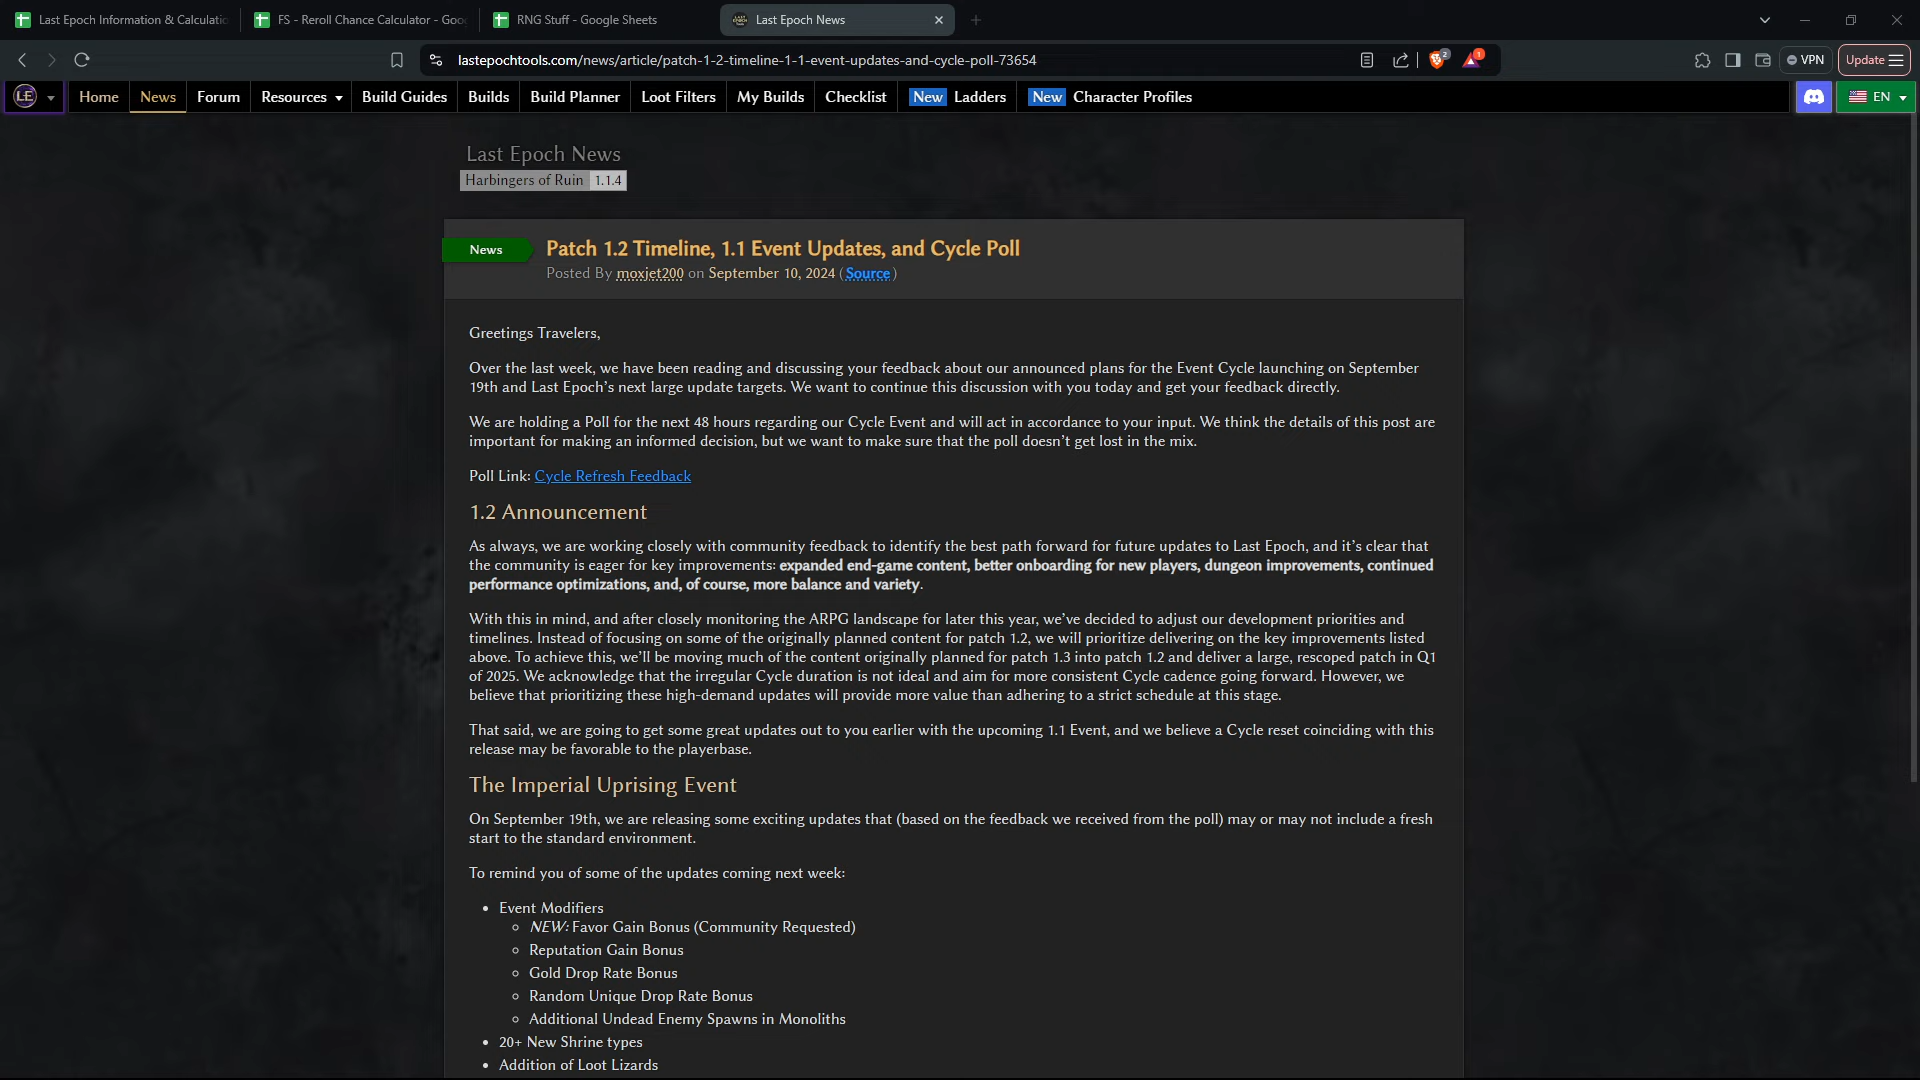 Last Epoch Information & Calculatio
FS - Reroll Chance Calculator - Goo
RNG Stuff - Google Sheets
Last Epoch News
lastepochtools.com/news/article/patch-1-2-timeline-1-1-event-updates-and-cycle-poll-73654
2
1
VPN
Update
LE
Home
News
Forum
Resources
Build Guides
Builds
Build Planner
Loot Filters
My Builds
Checklist
New Ladders
New Character Profiles
EN
Last Epoch News
Harbingers of Ruin 1.1.4
News
Patch 1.2 Timeline, 1.1 Event Updates, and Cycle Poll
Posted By moxjet200 on September 10, 2024 (Source)
Greetings Travelers,
Over the last week, we have been reading and discussing your feedback about our announced plans for the Event Cycle launching on September
19th and Last Epoch's next large update targets. We want to continue this discussion with you today and get your feedback directly.
We are holding a Poll for the next 48 hours regarding our Cycle Event and will act in accordance to your input. We think the details of this post are
important for making an informed decision, but we want to make sure that the poll doesn't get lost in the mix.
Poll Link: Cycle Refresh Feedback
1.2 Announcement
As always, we are working closely with community feedback to identify the best path forward for future updates to Last Epoch, and it's clear that
the community is eager for key improvements: expanded end-game content, better onboarding for new players, dungeon improvements, continued
performance optimizations, and, of course, more balance and variety.
With this in mind, and after closely monitoring the ARPG landscape for later this year, we've decided to adjust our development priorities and
timelines. Instead of focusing on some of the originally planned content for patch 1.2, we will prioritize delivering on the key improvements listed
above. To achieve this, we'll be moving much of the content originally planned for patch 1.3 into patch 1.2 and deliver a large, rescoped patch in Q1
of 2025. We acknowledge that the irregular Cycle duration is not ideal and aim for more consistent Cycle cadence going forward. However, we
believe that prioritizing these high-demand updates will provide more value than adhering to a strict schedule at this stage.
That said, we are going to get some great updates out to you earlier with the upcoming 1.1 Event, and we believe a Cycle reset coinciding with this
release may be favorable to the playerbase.
The Imperial Uprising Event
On September 19th, we are releasing some exciting updates that (based on the feedback we received from the poll) may or may not include a fresh
start to the standard environment.
To remind you of some of the updates coming next week:
• Event Modifiers
◦ NEW: Favor Gain Bonus (Community Requested)
◦ Reputation Gain Bonus
◦ Gold Drop Rate Bonus
◦ Random Unique Drop Rate Bonus
◦ Additional Undead Enemy Spawns in Monoliths
• 20+ New Shrine types
• Addition of Loot Lizards